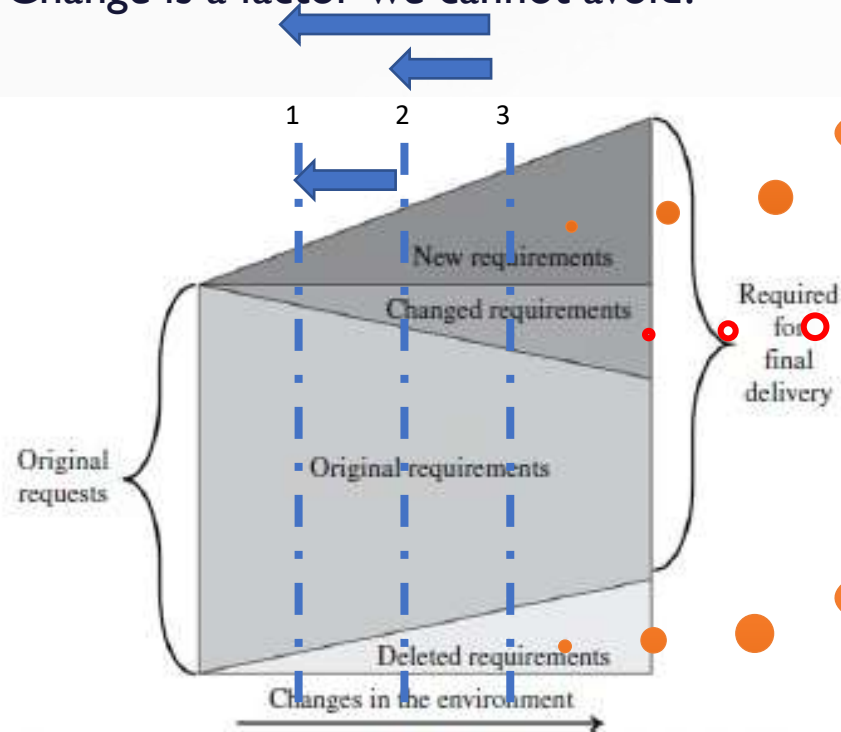 Change is a factor we cannot avoid.
1 2 3
New requirements
Changed requirements
Required
for
final
delivery
Original
requests
Original requirements
Deleted requirements
Changes in the environment